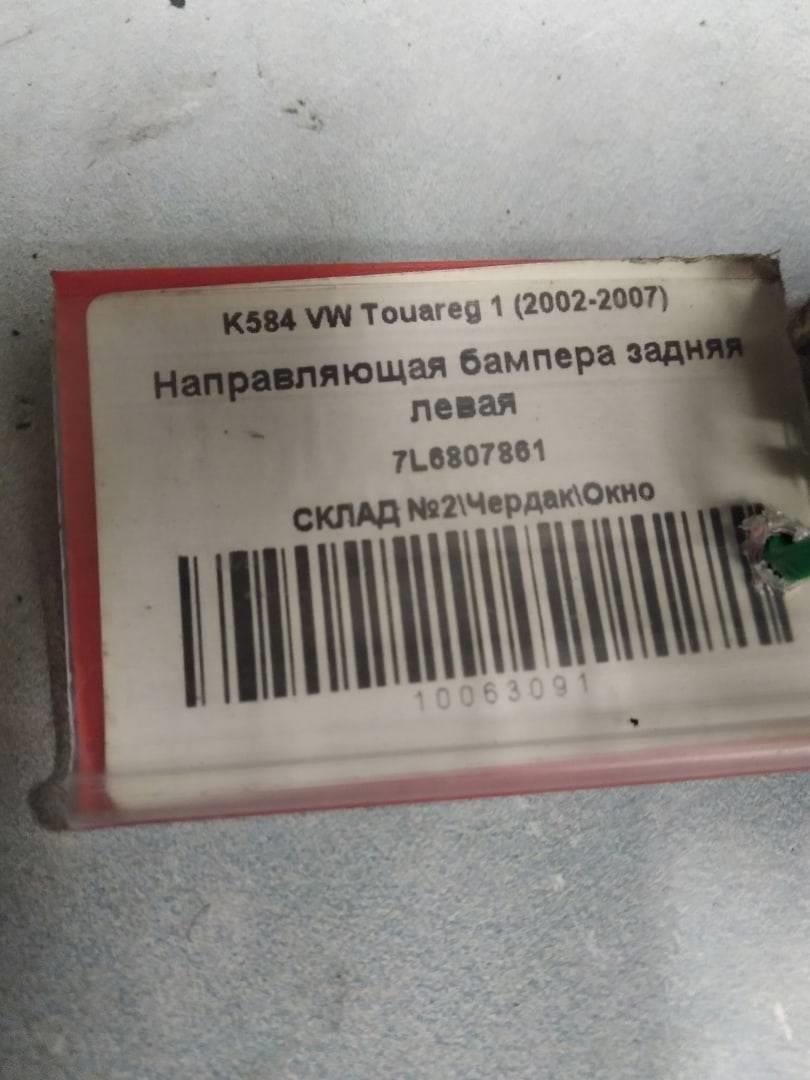 K584 VW Touareg 1 (2002-2007)
Направляющая бампера задняя
левая
7L6807861
СКЛАД №2\Чердак\Окно
10063091